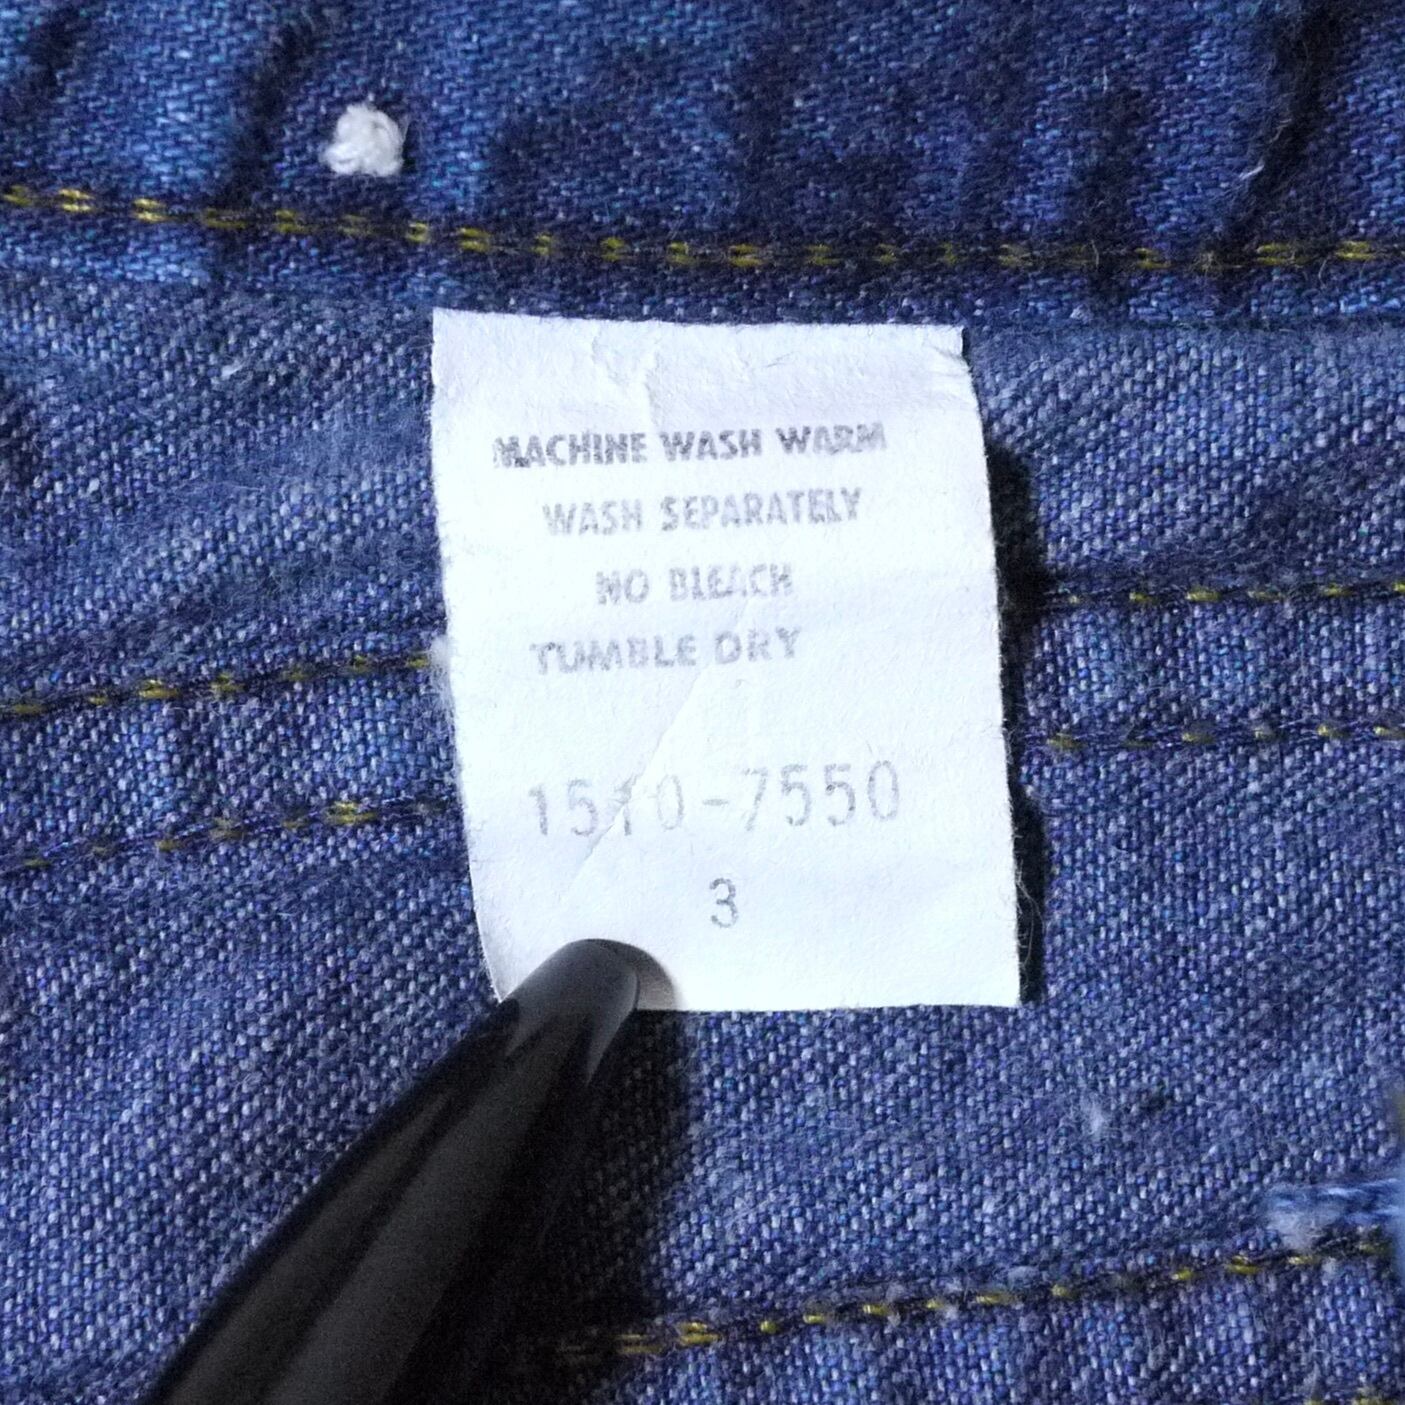 MACHINE WASH WARM
WASH SEPARATELY
NO BLEACH
TUMBLE DRY
1510-7550
3